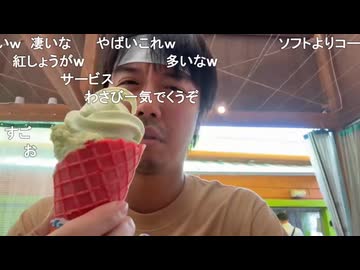 いw 凄いな やばいこれw ソフトよりコー
紅しょうがw 多いなw
サービス
わさび一気でくうぞ
すご
お